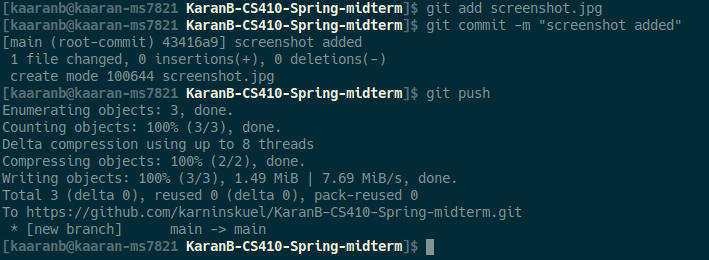 [kaaranb@kaaran-ms7821 KaranB-CS410-Spring-midterm]$ git add screenshot.jpg
[kaaranb@kaaran-ms7821 KaranB-CS410-Spring-midterm]$ git commit -m "screenshot added"
[main (root-commit) 43416a9] screenshot added
 1 file changed, 0 insertions(+), 0 deletions(-)
 create mode 100644 screenshot.jpg
[kaaranb@kaaran-ms7821 KaranB-CS410-Spring-midterm]$ git push
Enumerating objects: 3, done.
Counting objects: 100% (3/3), done.
Delta compression using up to 8 threads
Compressing objects: 100% (2/2), done.
Writing objects: 100% (3/3), 1.49 MiB | 7.69 MiB/s, done.
Total 3 (delta 0), reused 0 (delta 0), pack-reused 0
To https://github.com/karninskuel/KaranB-CS410-Spring-midterm.git
 * [new branch]      main -> main
[kaaranb@kaaran-ms7821 KaranB-CS410-Spring-midterm]$